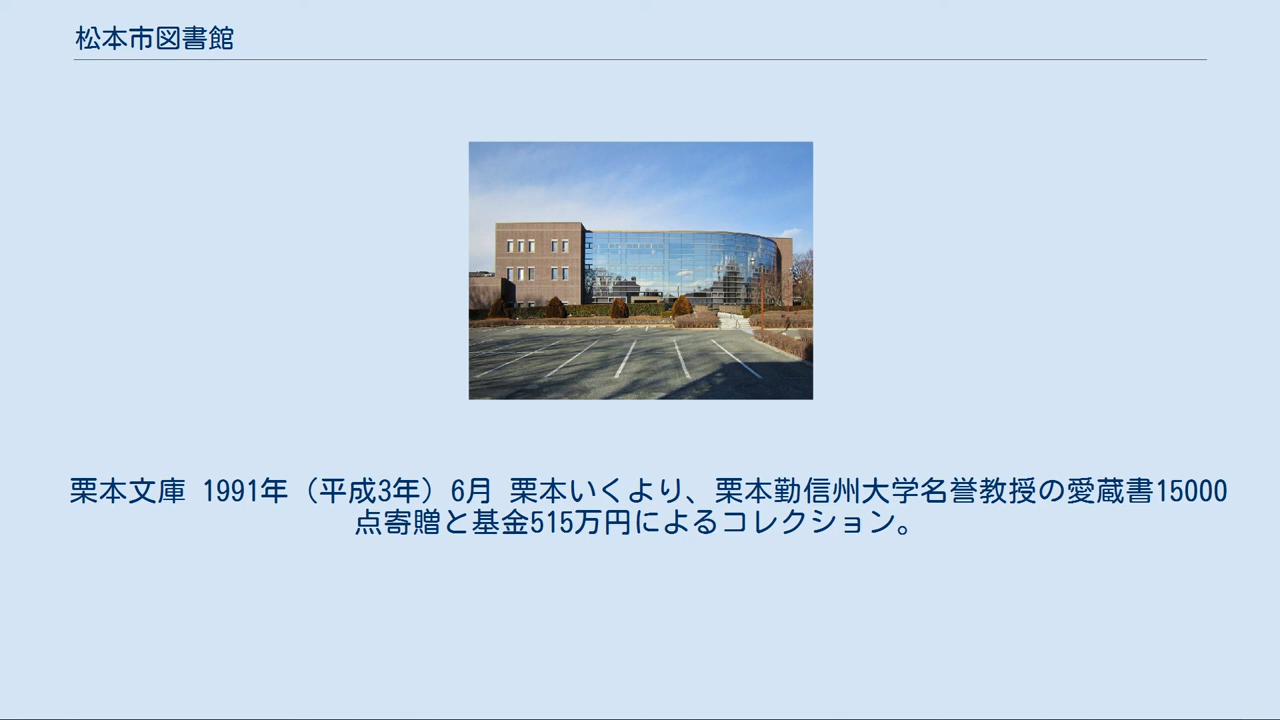 松本市図書館
栗本文庫 1991年（平成3年）6月 栗本いくより、栗本勤信州大学名誉教授の愛蔵書15000
点寄贈と基金515万円によるコレクション。